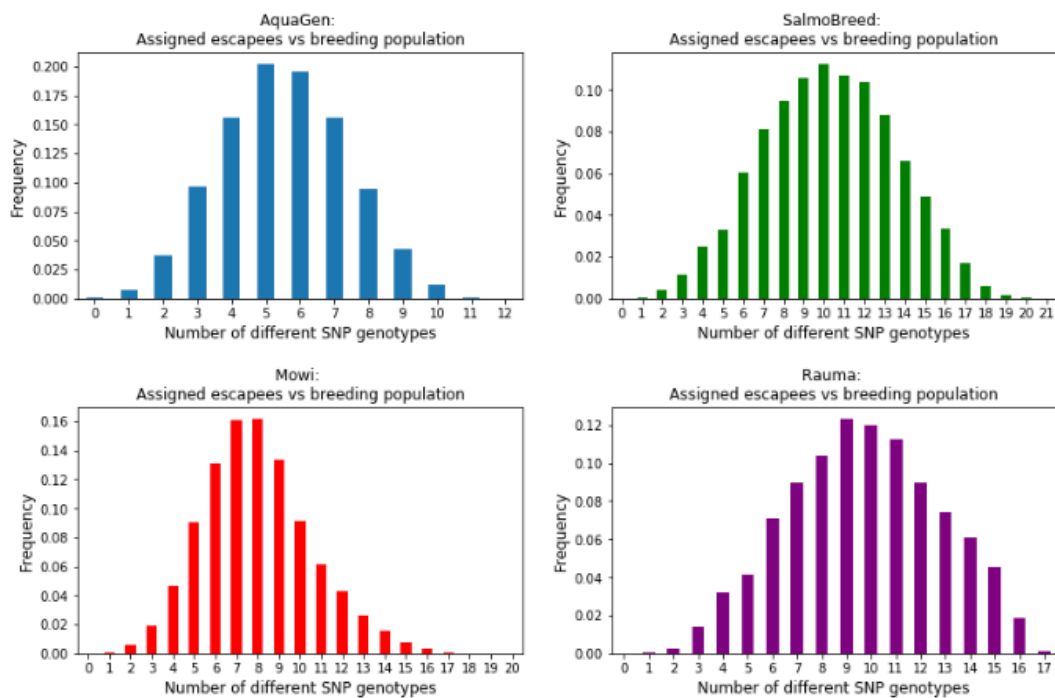 AquaGen:
Assigned escapees vs breeding population
0.200
0.175
0.150
0.125
0.100
0.075
0.050
0.025
0.000
Frequency
0 1 2 3 4 5 6 7 8 9 10 11 12
Number of different SNP genotypes
SalmoBreed:
Assigned escapees vs breeding population
0.10
0.08
0.06
0.04
0.02
0.00
Frequency
0 1 2 3 4 5 6 7 8 9 10 11 12 13 14 15 16 17 18 19 20 21
Number of different SNP genotypes
Mowi:
Assigned escapees vs breeding population
0.16
0.14
0.12
0.10
0.08
0.06
0.04
0.02
0.00
Frequency
0 1 2 3 4 5 6 7 8 9 10 11 12 13 14 15 16 17 18 19 20
Number of different SNP genotypes
Rauma:
Assigned escapees vs breeding population
0.12
0.10
0.08
0.06
0.04
0.02
0.00
Frequency
0 1 2 3 4 5 6 7 8 9 10 11 12 13 14 15 16 17
Number of different SNP genotypes